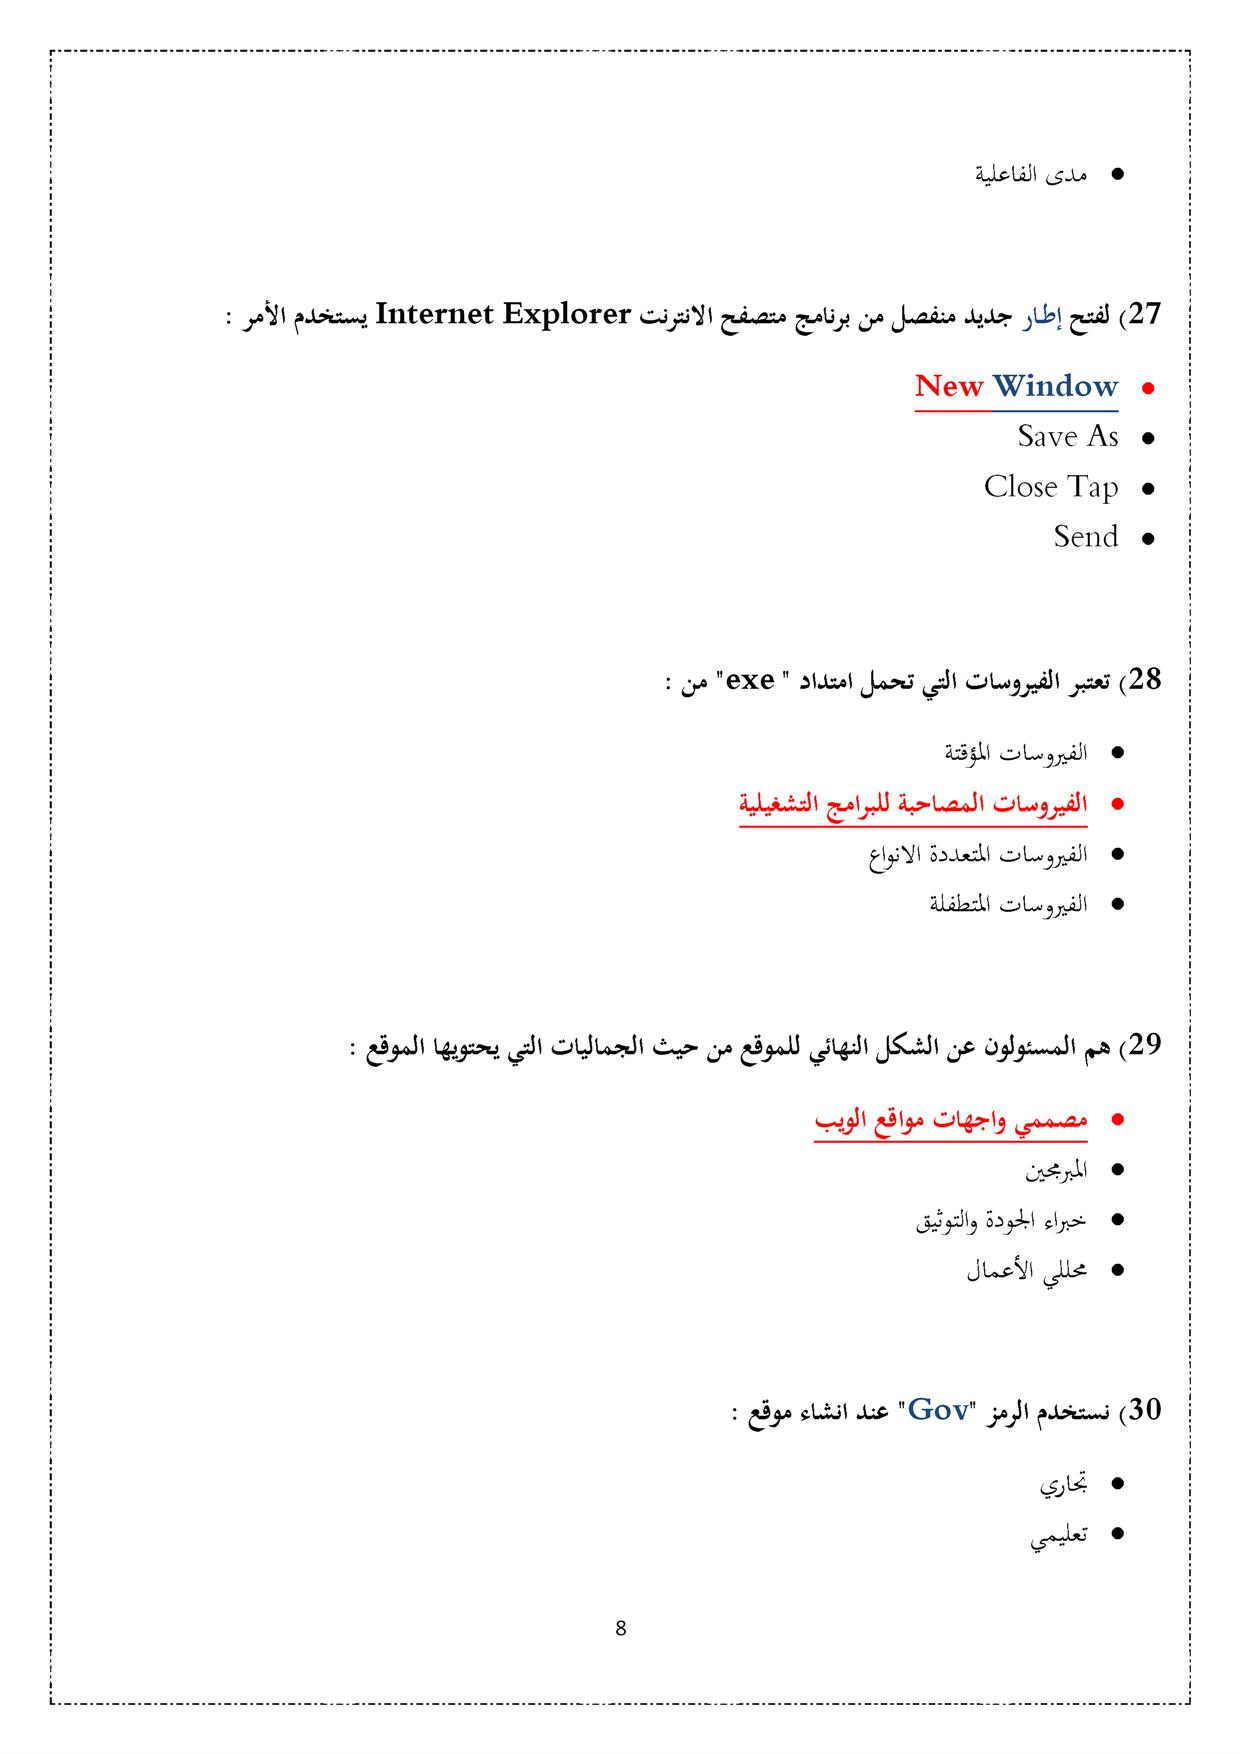 • مدى الفاعلية
27) لفتح إطار جديد منفصل من برنامج متصفح الانترنت Internet Explorer يستخدم الأمر :
• New Window
• Save As
• Close Tap
• Send
28) تعتبر الفيروسات التي تحمل امتداد " exe" من :
• الفيروسات المؤقتة
• الفيروسات المصاحبة للبرامج التشغيلية
• الفيروسات المتعددة الانواع
• الفيروسات المتطفلة
29) هم المسئولون عن الشكل النهائي للموقع من حيث الجماليات التي يحتويها الموقع :
• مصممي واجهات مواقع الويب
• المبرمجين
• خبراء الجودة والتوثيق
• محللي الأعمال
30) نستخدم الرمز "Gov" عند انشاء موقع :
• تجاري
• تعليمي
8